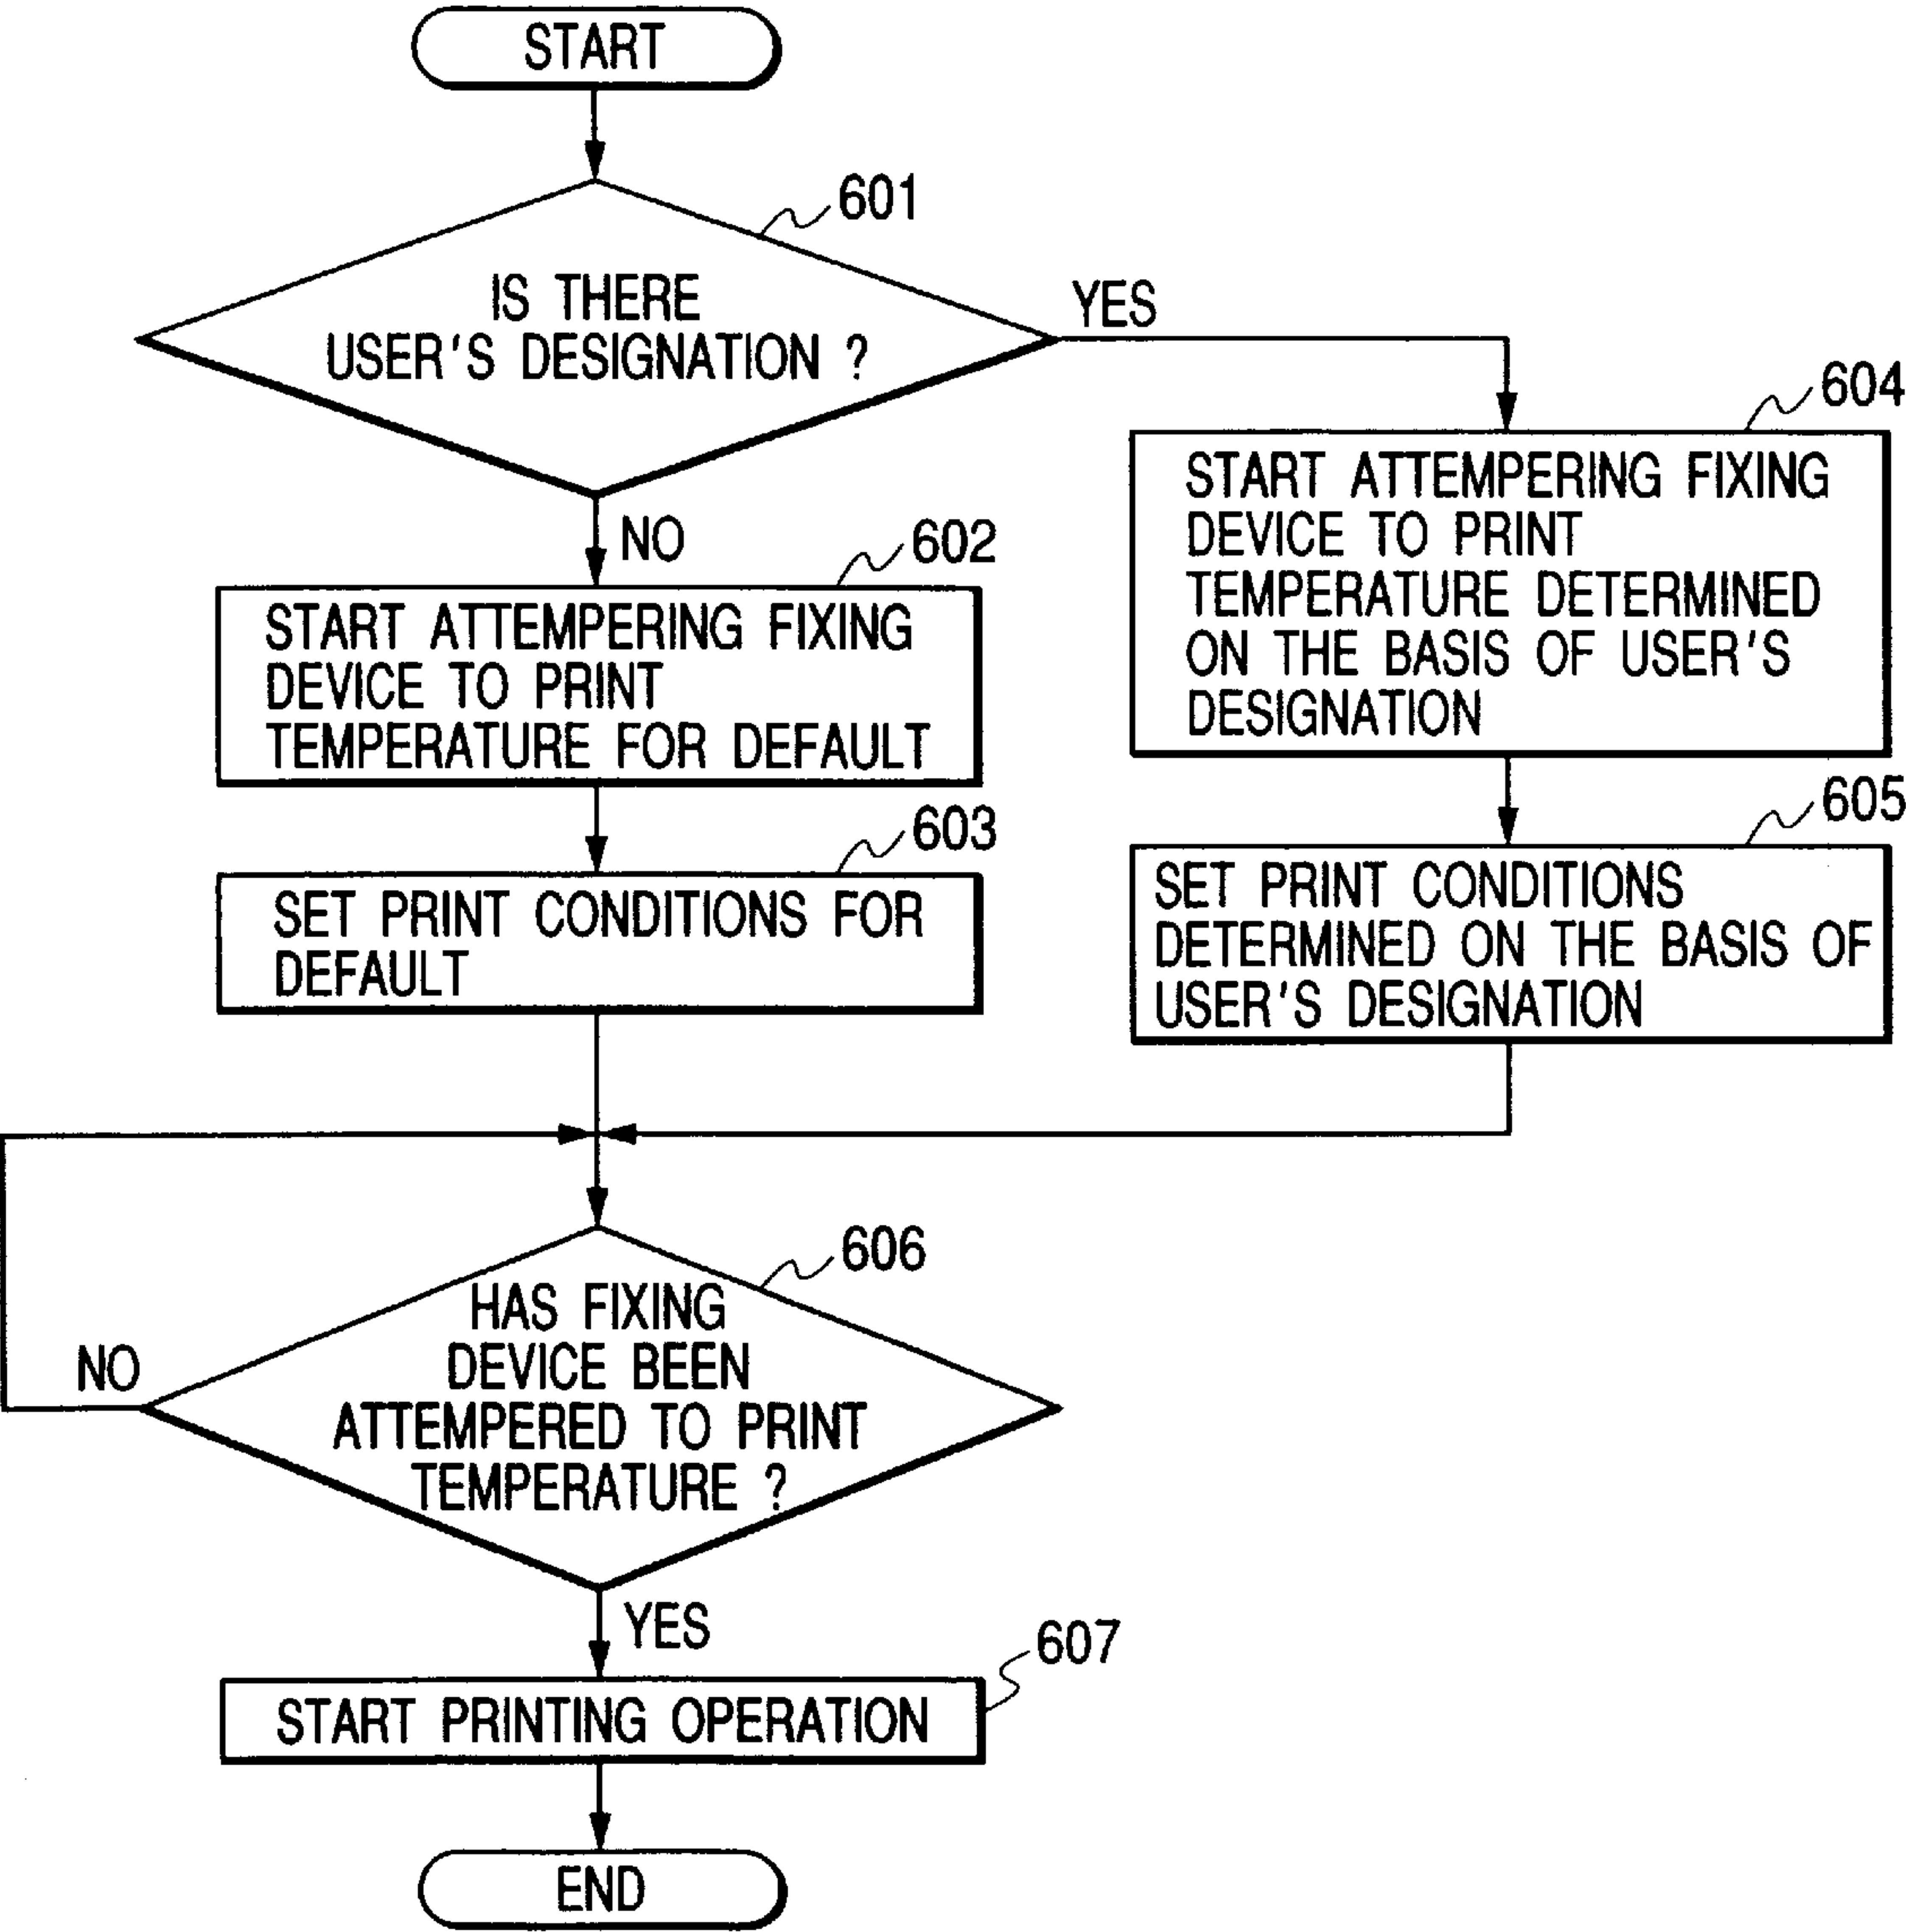 START
601
IS THERE
USER'S DESIGNATION ?
YES
NO
602
START ATTEMPERING FIXING
DEVICE TO PRINT
TEMPERATURE FOR DEFAULT
603
SET PRINT CONDITIONS FOR
DEFAULT
604
START ATTEMPERING FIXING
DEVICE TO PRINT
TEMPERATURE DETERMINED
ON THE BASIS OF USER'S
DESIGNATION
605
SET PRINT CONDITIONS
DETERMINED ON THE BASIS OF
USER'S DESIGNATION
606
HAS FIXING
DEVICE BEEN
ATTEMPERED TO PRINT
TEMPERATURE ?
NO
YES
607
START PRINTING OPERATION
END